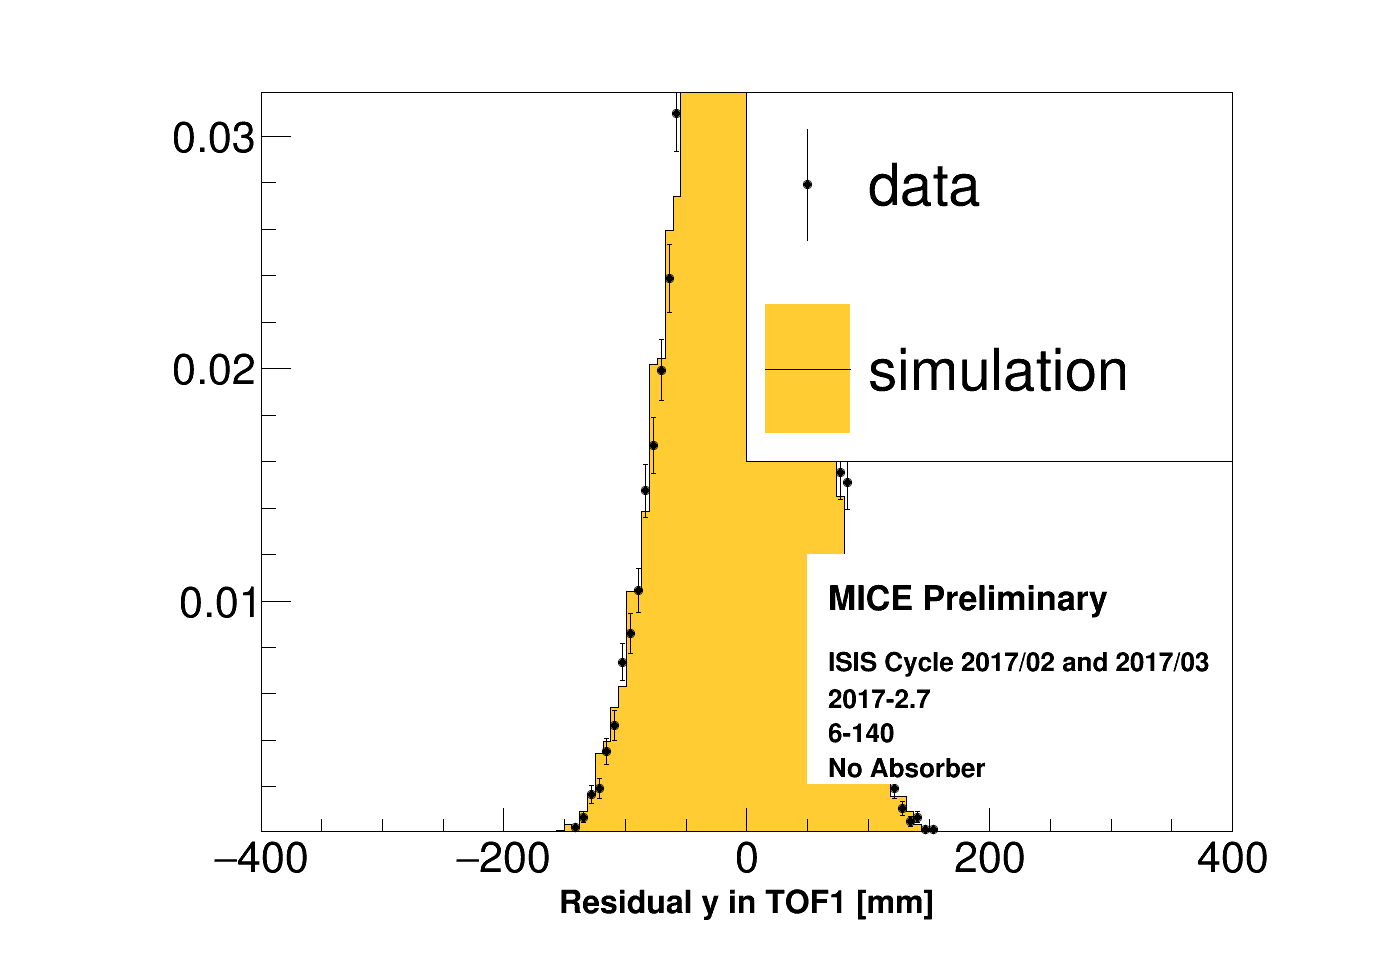 0.03
data
0.02
simulation
0.01
MICE Preliminary
ISIS Cycle 2017/02 and 2017/03
2017-2.7
6-140
No Absorber
−400 −200 0 200 400
Residual y in TOF1 [mm]